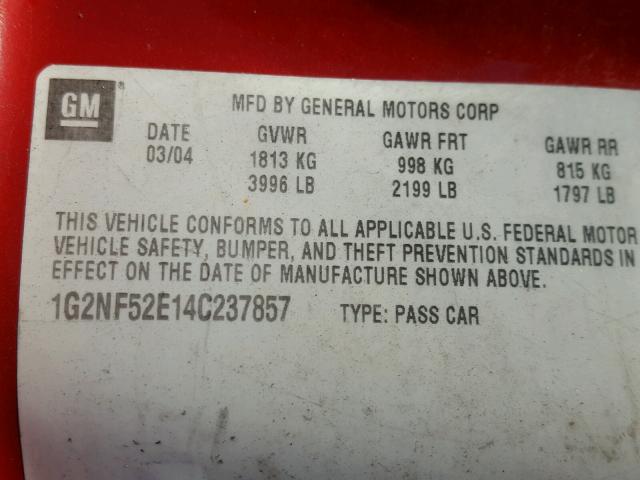 GM
MFD BY GENERAL MOTORS CORP
DATE GVWR GAWR FRT GAWR RR
03/04 1813 KG 998 KG 815 KG
3996 LB 2199 LB 1797 LB
THIS VEHICLE CONFORMS TO ALL APPLICABLE U.S. FEDERAL MOTOR
VEHICLE SAFETY, BUMPER, AND THEFT PREVENTION STANDARDS IN
EFFECT ON THE DATE OF MANUFACTURE SHOWN ABOVE.
1G2NF52E14C237857 TYPE: PASS CAR